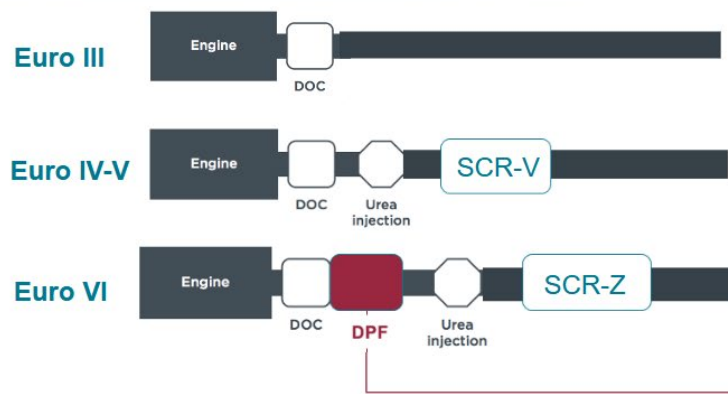 Euro III
Engine
DOC
Euro IV-V
Engine
DOC
Urea
injection
SCR-V
Euro VI
Engine
DOC
DPF
Urea
injection
SCR-Z